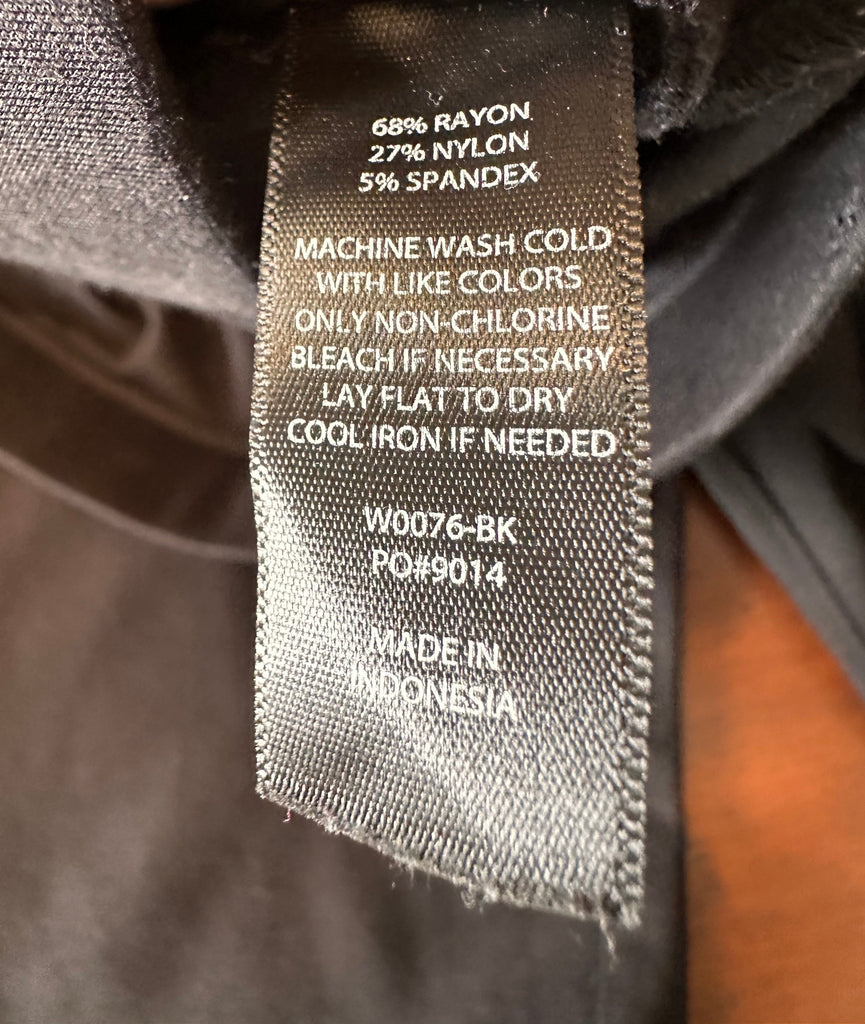 68% RAYON
27% NYLON
5% SPANDEX
MACHINE WASH COLD
WITH LIKE COLORS
ONLY NON-CHLORINE
BLEACH IF NECESSARY
LAY FLAT TO DRY
COOL IRON IF NEEDED
W0076-BK
PO#9014
MADE IN
INDONESIA